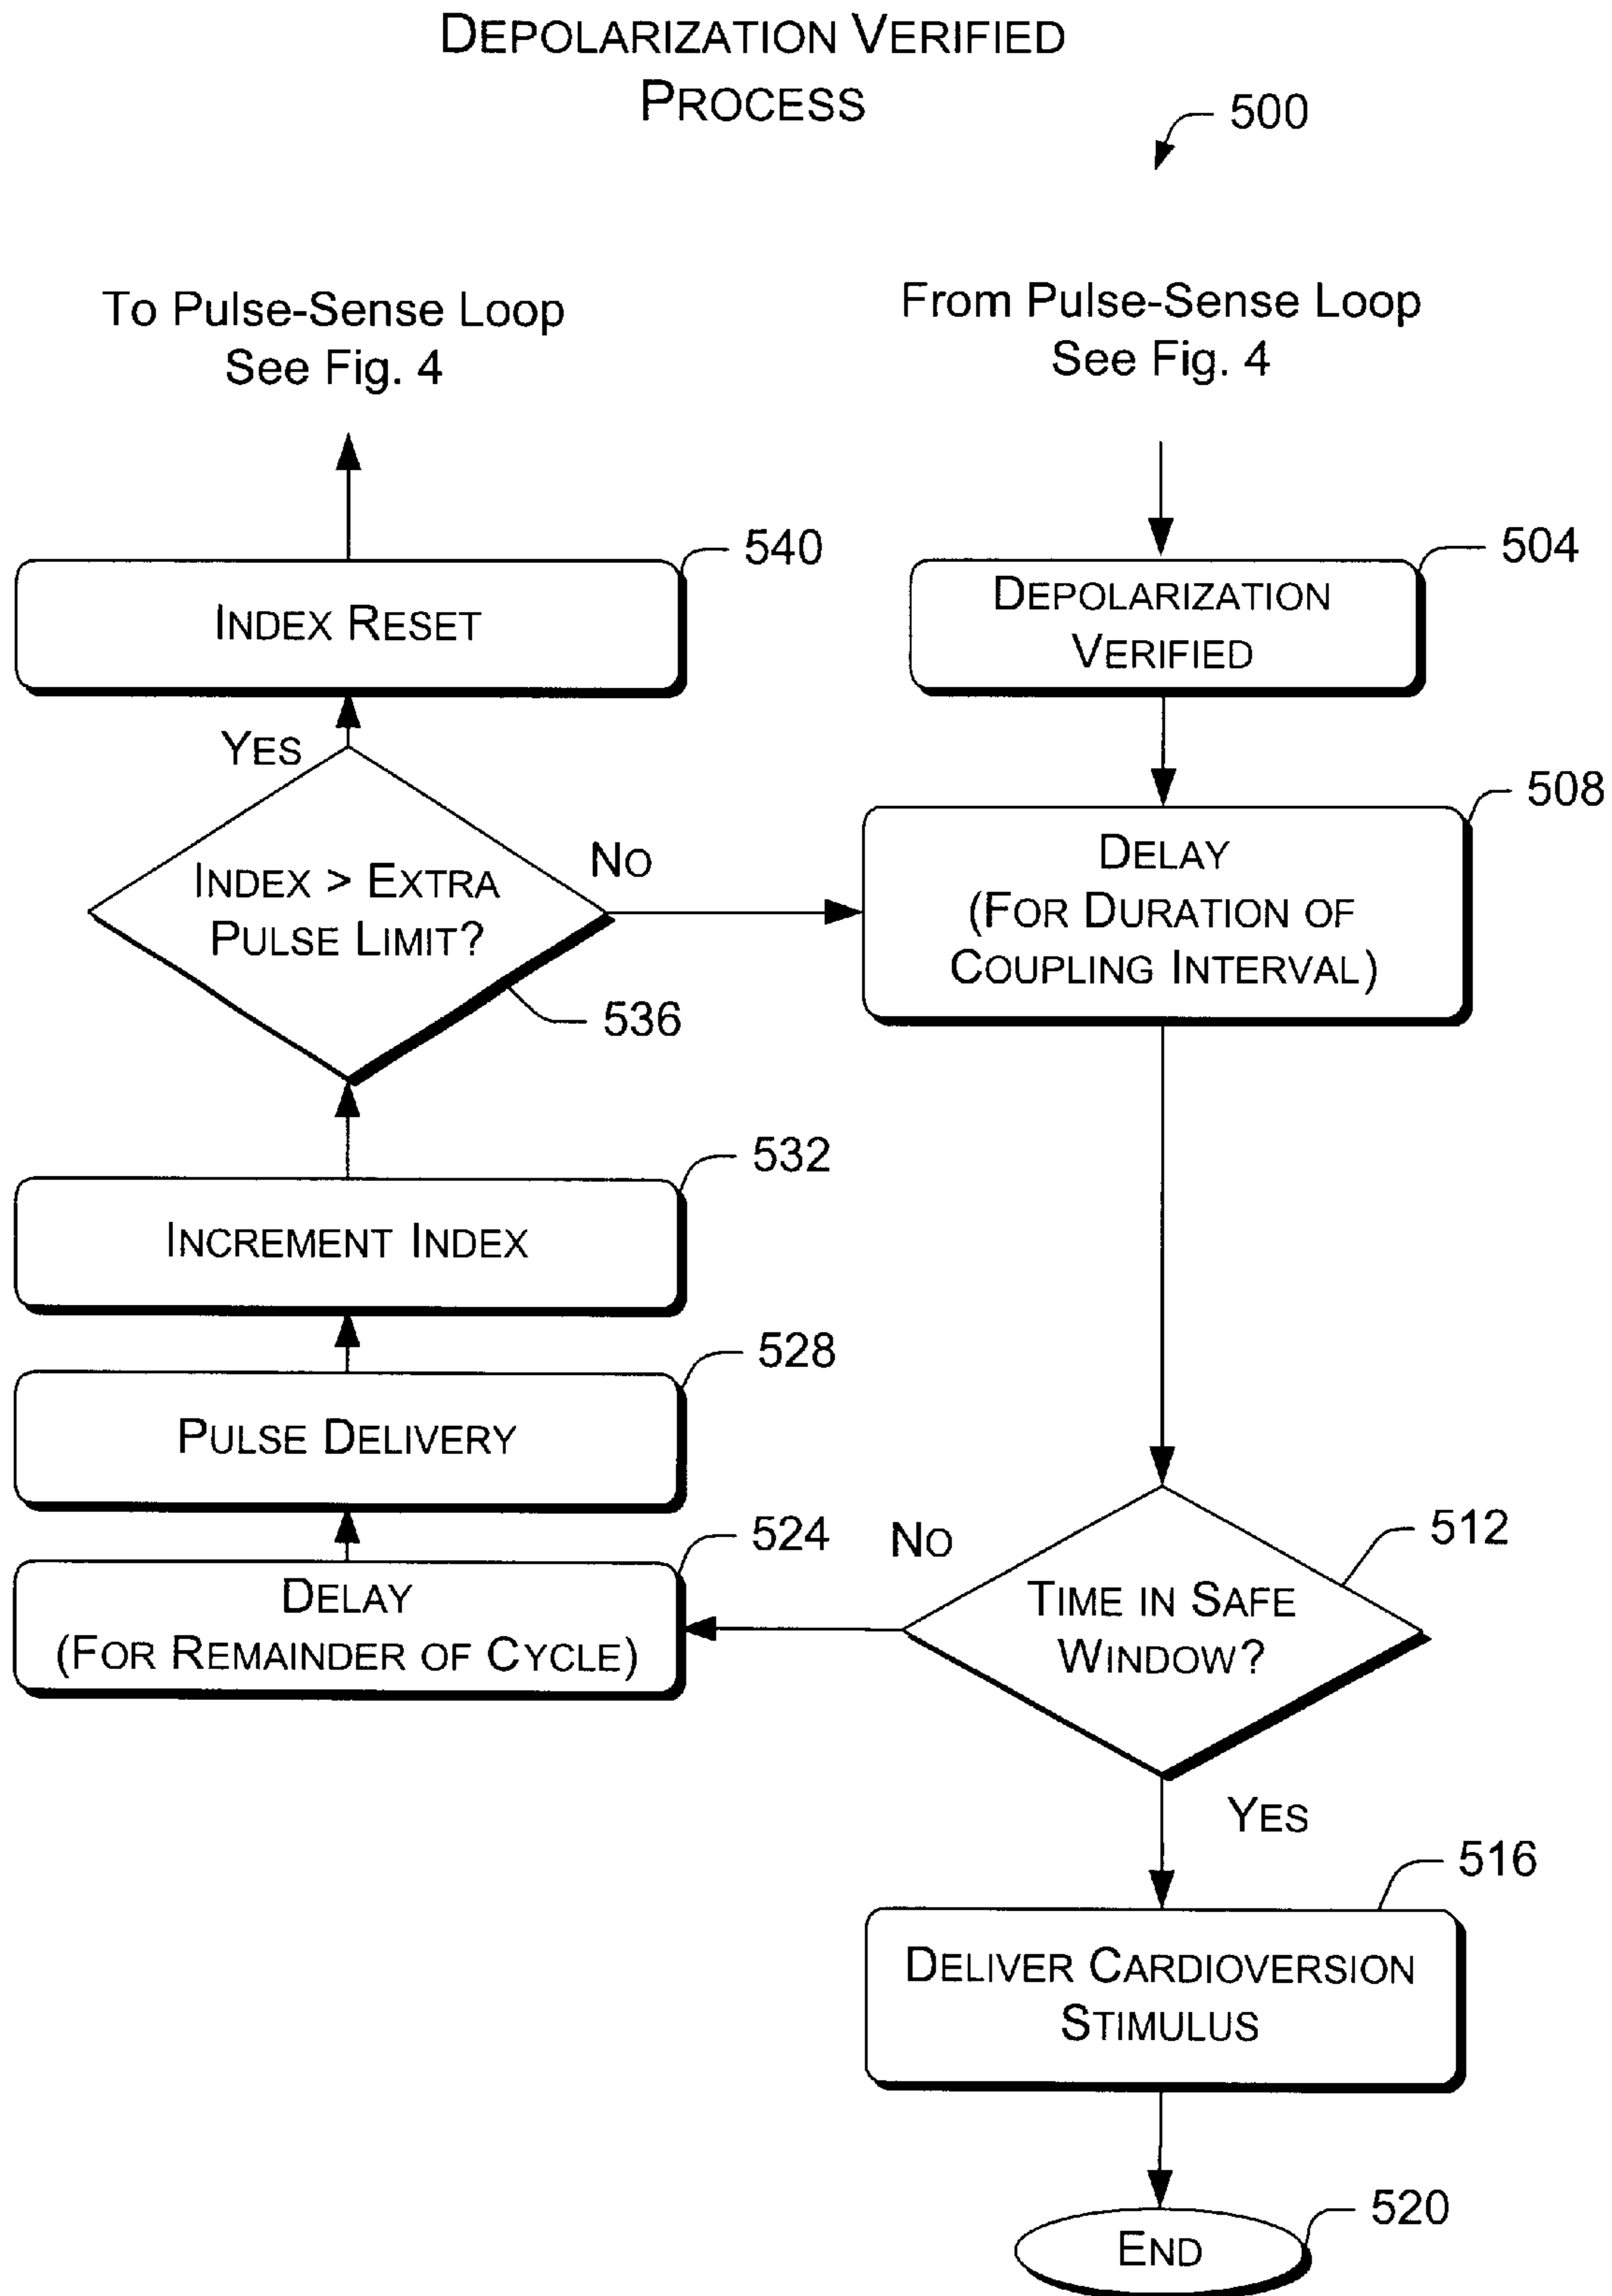 DEPOLARIZATION VERIFIED
PROCESS
500
To Pulse-Sense Loop
See Fig. 4
From Pulse-Sense Loop
See Fig. 4
540
INDEX RESET
504
DEPOLARIZATION
VERIFIED
YES
INDEX > EXTRA
PULSE LIMIT?
NO
536
508
DELAY
(FOR DURATION OF
COUPLING INTERVAL)
532
INCREMENT INDEX
528
PULSE DELIVERY
524
DELAY
(FOR REMAINDER OF CYCLE)
NO
512
TIME IN SAFE
WINDOW?
YES
516
DELIVER CARDIOVERSION
STIMULUS
520
END